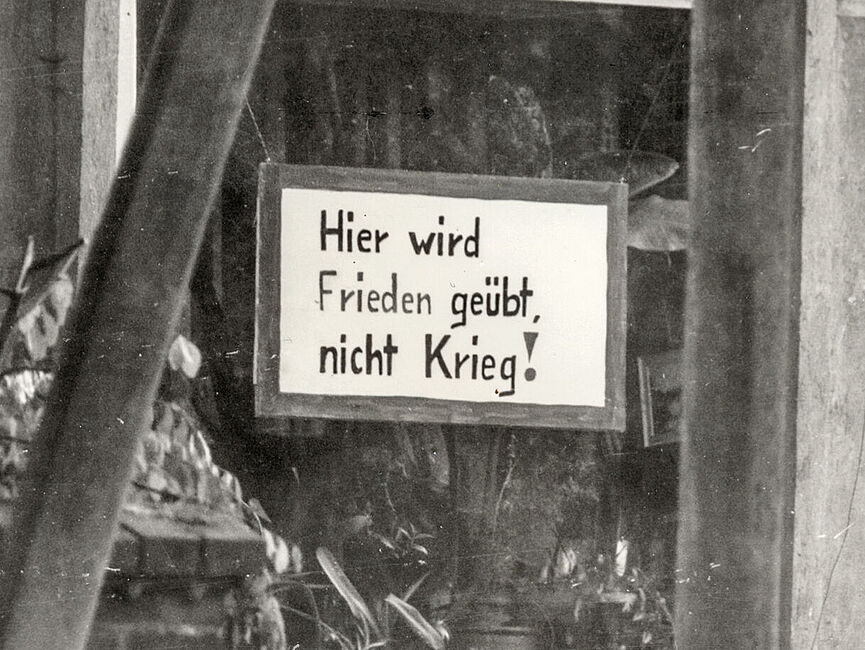 Hier wird
Frieden geübt,
nicht Krieg!